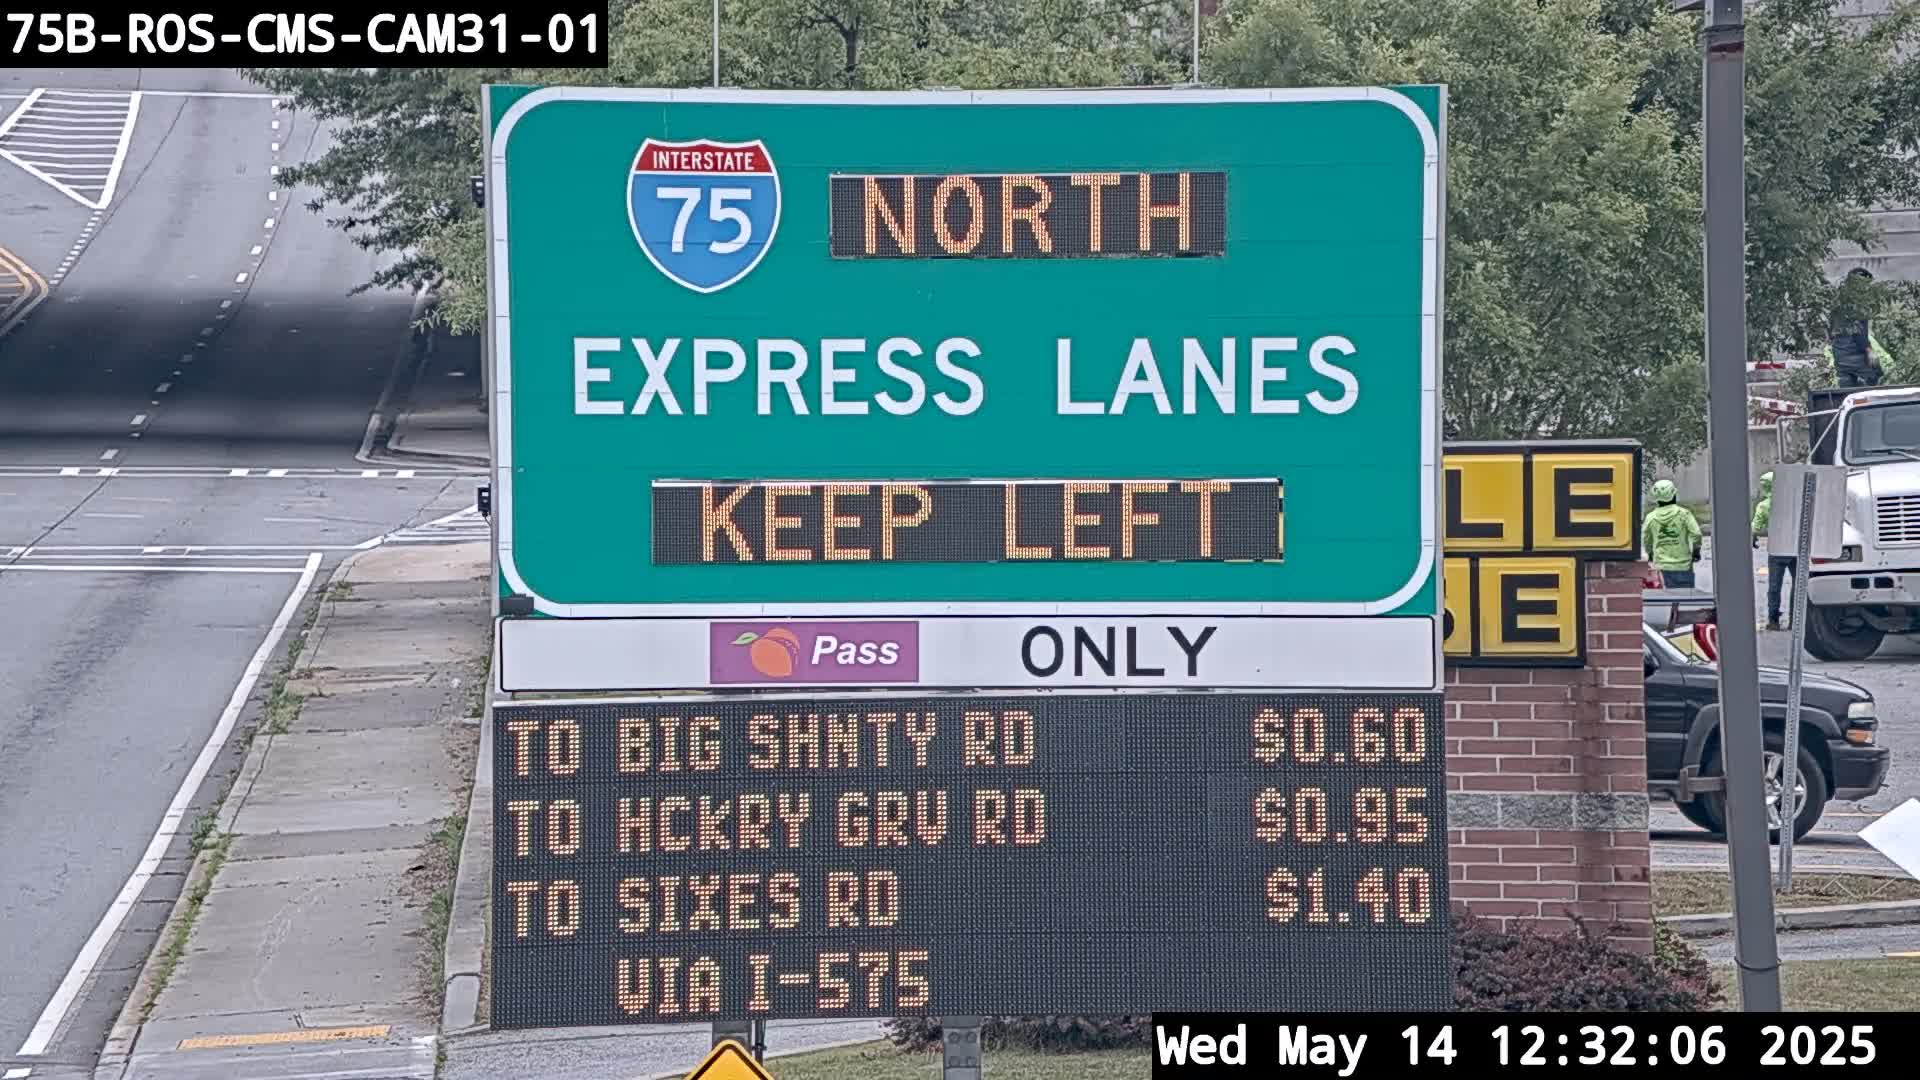 75B-ROS-CMS-CAM31-01
INTERSTATE
75
NORTH
EXPRESS LANES
KEEP LEFT
Pass ONLY
TO BIG SHNTY RD $0.60
TO HCKRY GRV RD $0.95
TO SIXES RD $1.40
VIA I-575
LE
E
Wed May 14 12:32:06 2025